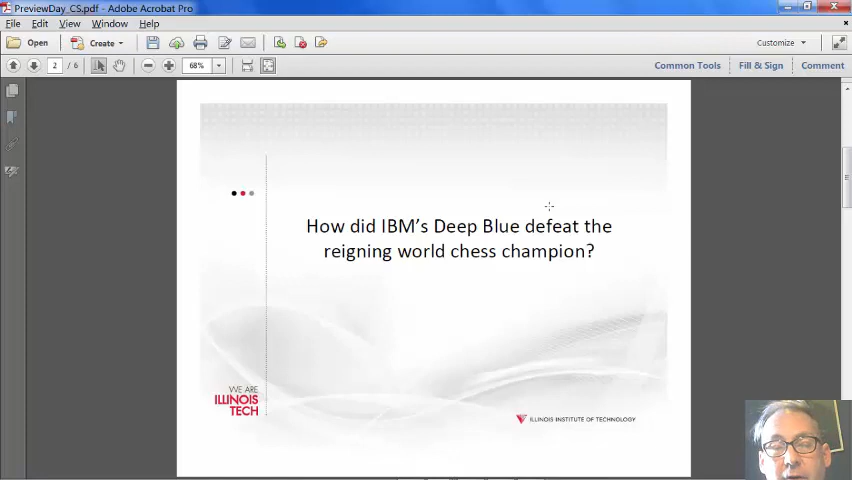 PreviewDay_CS.pdf - Adobe Acrobat Pro
File Edit View Window Help
Open Create Customize
2 / 6 68% Common Tools Fill & Sign Comment
How did IBM’s Deep Blue defeat the
reigning world chess champion?
WE ARE
ILLINOIS
TECH
ILLINOIS INSTITUTE OF TECHNOLOGY